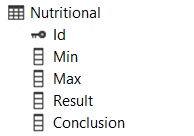 Nutritional
Id
Min
Max
Result
Conclusion